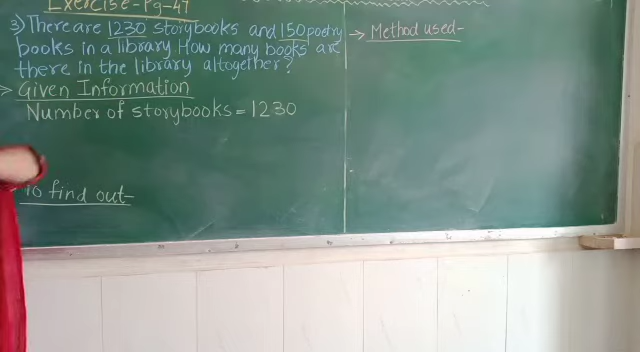 Exercise-Pg-47
3) There are 1230 storybooks and 150 poetry
books in a library. How many books are
there in the library altogether?
Given Information
Number of storybooks = 1230
To find out-
→ Method used-